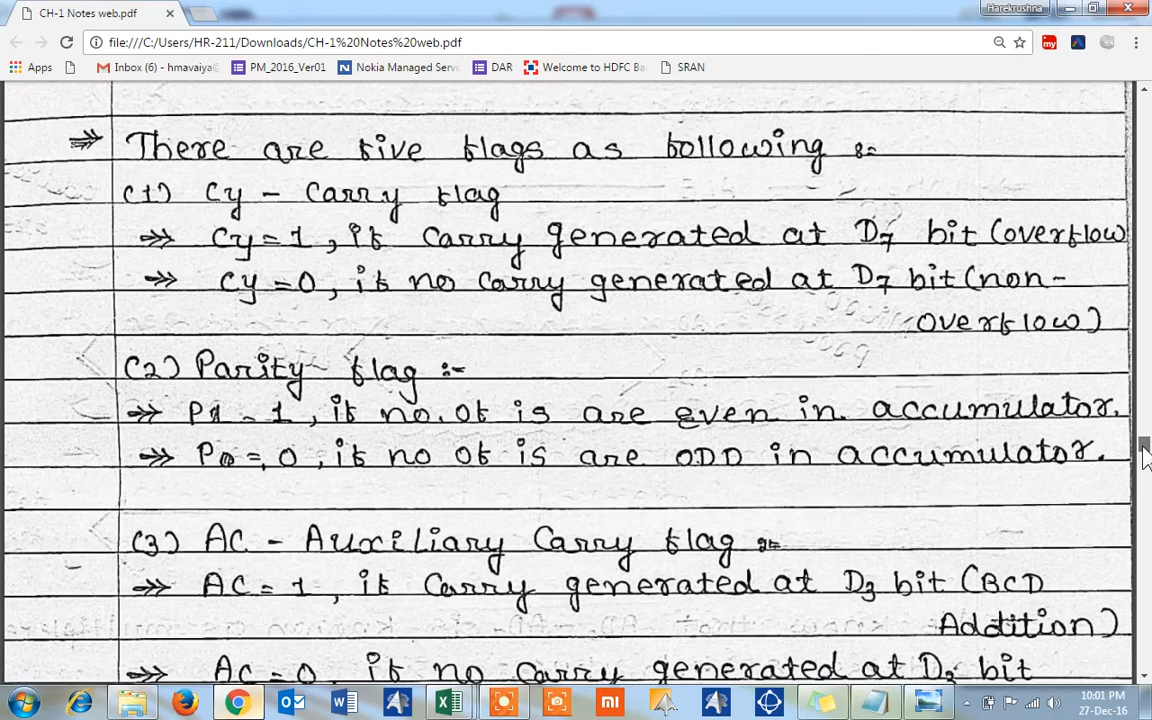 CH-1 Notes web.pdf
Harekrushna
file:///C:/Users/HR-211/Downloads/CH-1%20Notes%20web.pdf
Apps
Inbox (6) - hmavaiya
PM_2016_Ver01
Nokia Managed Servi
DAR
Welcome to HDFC Ba
SRAN
There are five flags as following :-
(1) Cy - Carry flag
Cy=1, if carry generated at D7 bit (overflow
Cy=0, if no carry generated at D7 bit (non-
overflow)
(2) Parity flag :-
P = 1, if no. of 1s are even in accumulator.
P = 0, if no of 1s are ODD in accumulator.
(3) AC - Auxiliary Carry flag :-
AC = 1, if Carry generated at D3 bit (BCD
Addition)
AC=0, if no carry generated at D3 bit
10:01 PM
27-Dec-16